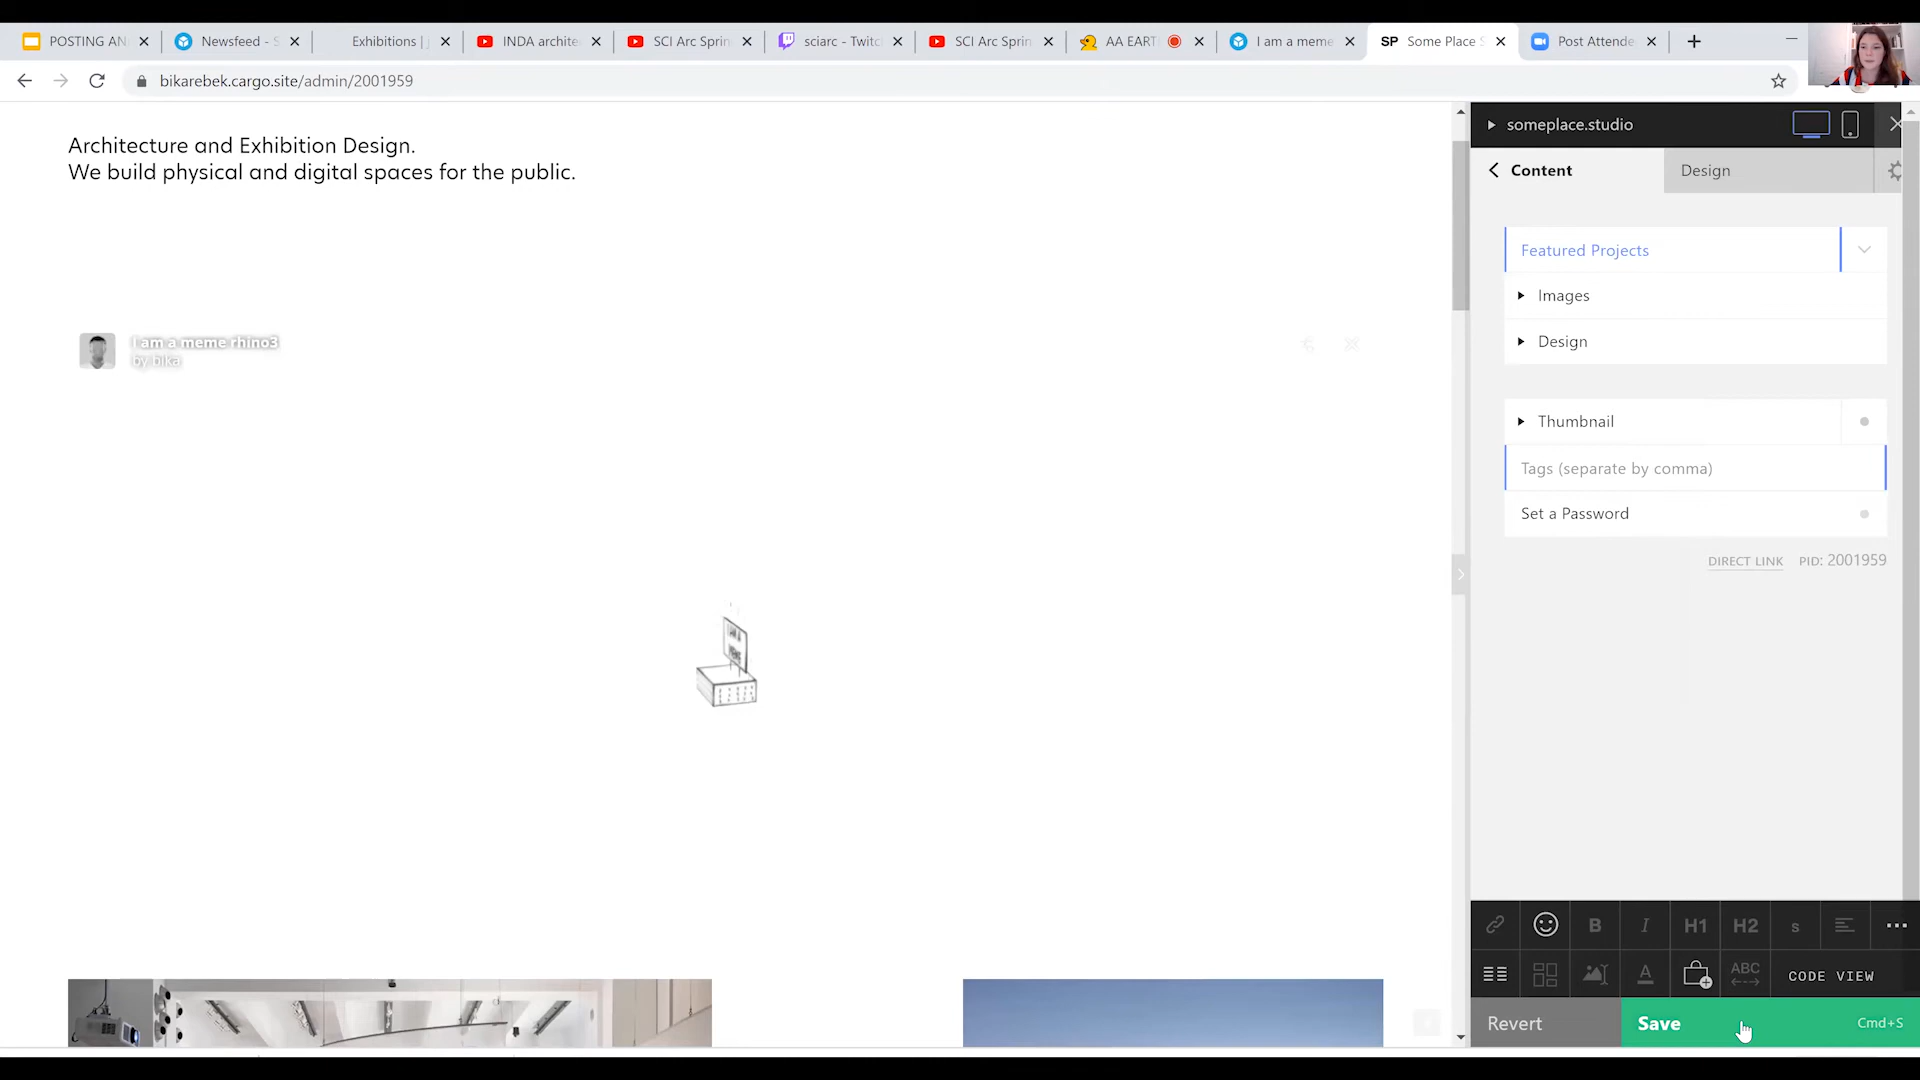 POSTING AN
Newsfeed - S
Exhibitions |
INDA archite
SCI Arc Sprin
sciarc - Twitc
SCI Arc Sprin
AA EART
I am a meme
SP Some Place S
Post Attende
bikarebek.cargo.site/admin/2001959
Architecture and Exhibition Design.
We build physical and digital spaces for the public.
I am a meme rhino3
by bika
someplace.studio
Content
Design
Featured Projects
Images
Design
Thumbnail
Tags (separate by comma)
Set a Password
DIRECT LINK PID: 2001959
B I H1 H2 s
A ABC CODE VIEW
Revert Save Cmd+S